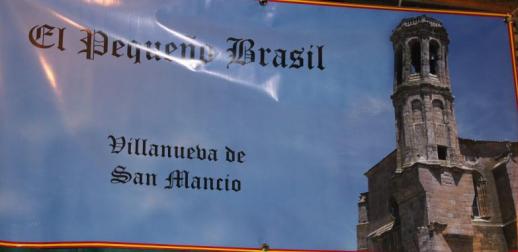 El Pequeño Brasil
Villanueva de
San Mancio